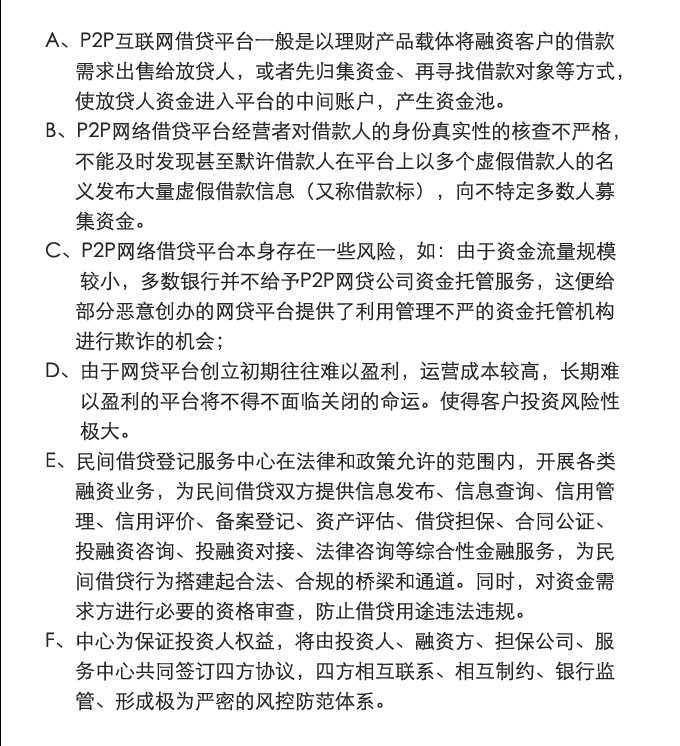 A、P2P互联网借贷平台一般是以理财产品载体将融资客户的借款
需求出售给放贷人，或者先归集资金、再寻找借款对象等方式，
使放贷人资金进入平台的中间账户，产生资金池。
B、P2P网络借贷平台经营者对借款人的身份真实性的核查不严格，
不能及时发现甚至默许借款人在平台上以多个虚假借款人的名
义发布大量虚假借款信息（又称借款标），向不特定多数人募
集资金。
C、P2P网络借贷平台本身存在一些风险，如：由于资金流量规模
较小，多数银行并不给予P2P网贷公司资金托管服务，这便给
部分恶意创办的网贷平台提供了利用管理不严的资金托管机构
进行欺诈的机会；
D、由于网贷平台创立初期往往难以盈利，运营成本较高，长期难
以盈利的平台将不得不面临关闭的命运。使得客户投资风险性
极大。
E、民间借贷登记服务中心在法律和政策允许的范围内，开展各类
融资业务，为民间借贷双方提供信息发布、信息查询、信用管
理、信用评价、备案登记、资产评估、借贷担保、合同公证、
投融资咨询、投融资对接、法律咨询等综合性金融服务，为民
间借贷行为搭建起合法、合规的桥梁和通道。同时，对资金需
求方进行必要的资格审查，防止借贷用途违法违规。
F、中心为保证投资人权益，将由投资人、融资方、担保公司、服
务中心共同签订四方协议，四方相互联系、相互制约、银行监
管、形成极为严密的风控防范体系。